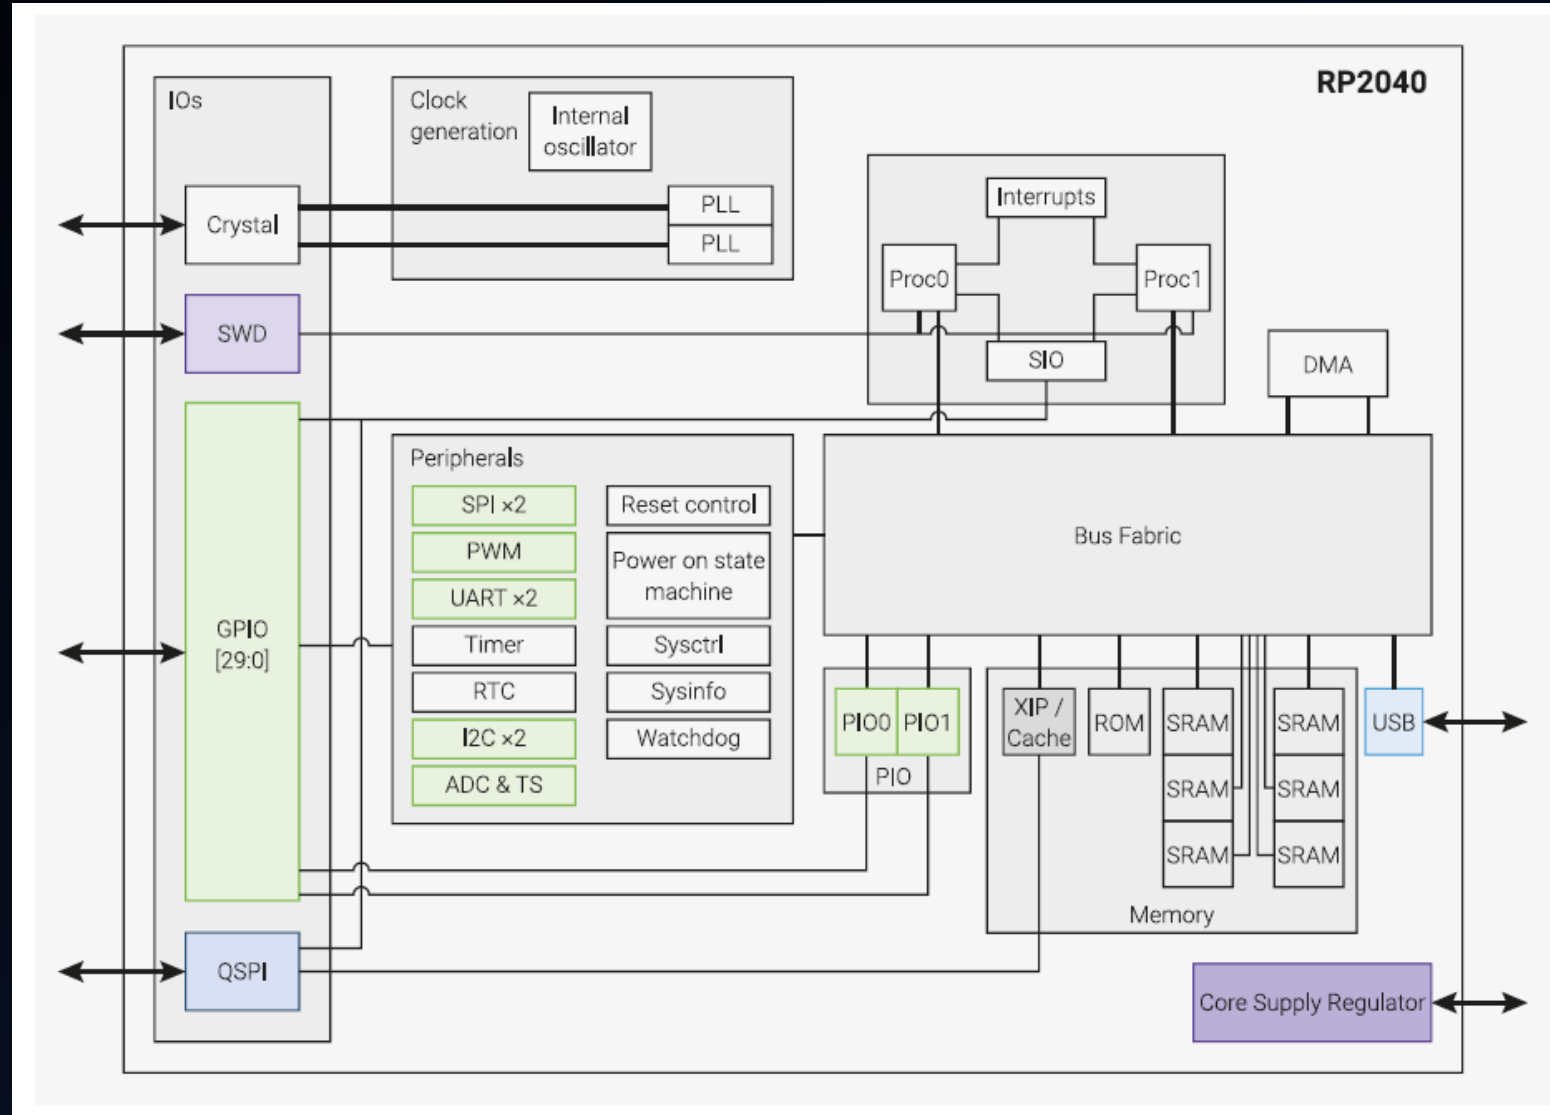 RP2040
IOs
Crystal
SWD
GPIO
[29:0]
QSPI
Clock
generation
Internal
oscillator
PLL
PLL
Interrupts
Proc0
Proc1
SIO
DMA
Peripherals
SPI ×2
PWM
UART ×2
Timer
RTC
I2C ×2
ADC & TS
Reset control
Power on state
machine
Sysctrl
Sysinfo
Watchdog
Bus Fabric
PIO0
PIO1
PIO
XIP /
Cache
ROM
SRAM
SRAM
SRAM
SRAM
SRAM
SRAM
Memory
USB
Core Supply Regulator